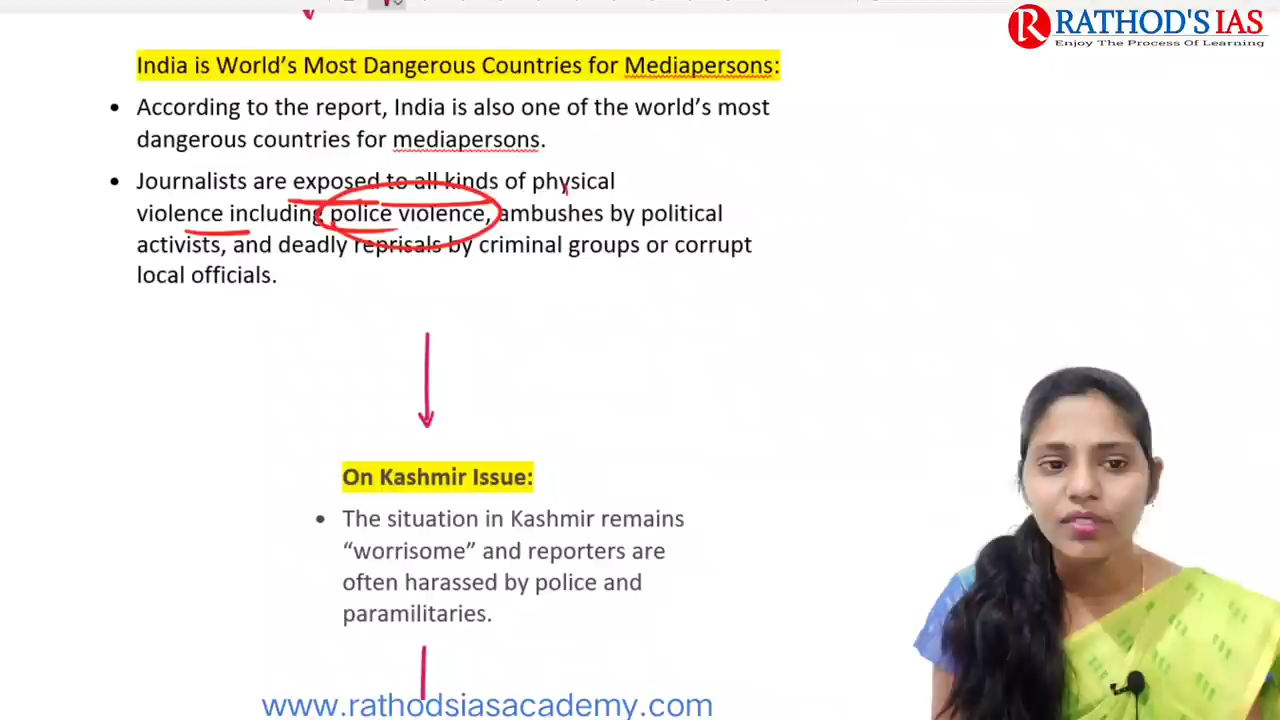 RATHOD'S IAS
Enjoy The Process Of Learning
India is World’s Most Dangerous Countries for Mediapersons:
• According to the report, India is also one of the world’s most
dangerous countries for mediapersons.
• Journalists are exposed to all kinds of physical
violence including police violence, ambushes by political
activists, and deadly reprisals by criminal groups or corrupt
local officials.
On Kashmir Issue:
• The situation in Kashmir remains
“worrisome” and reporters are
often harassed by police and
paramilitaries.
www.rathodsiasacademy.com